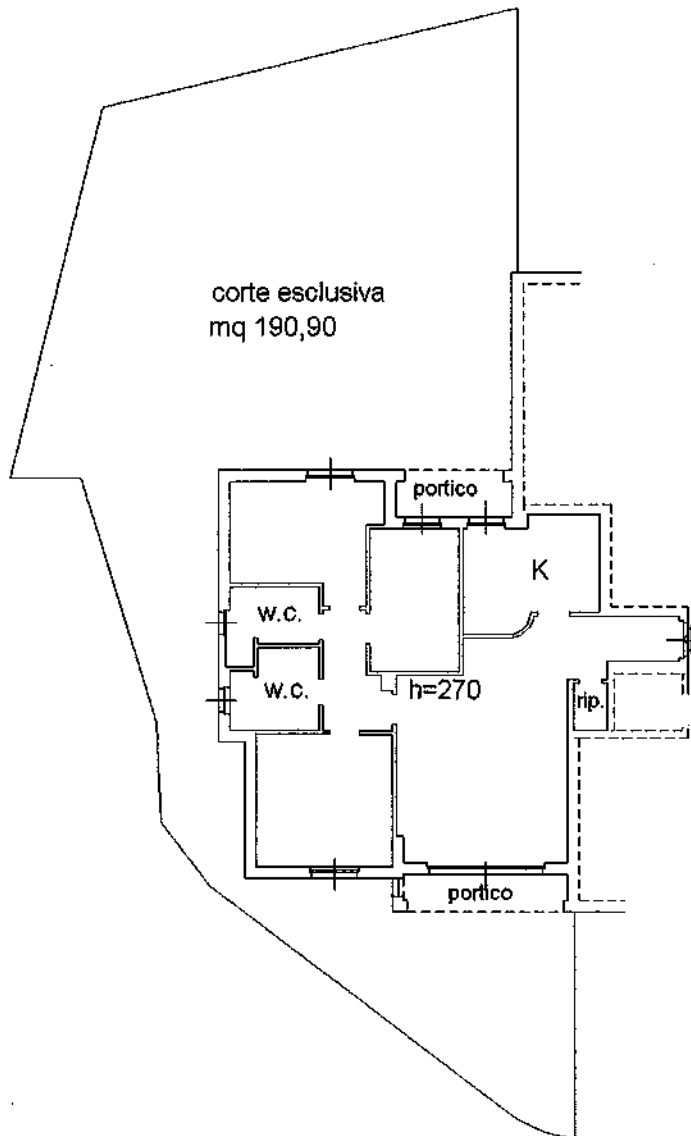 corte esclusiva
mq 190,90
portico
K
w.c.
w.c.
h=270
rip.
portico